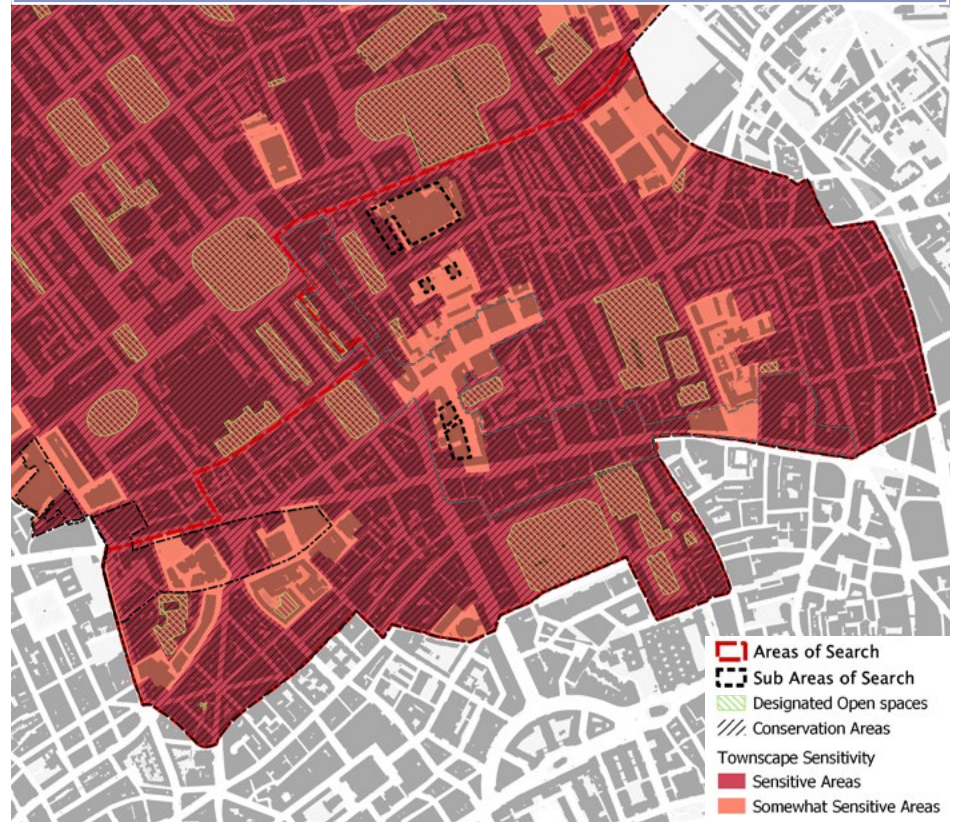 Areas of Search
Sub Areas of Search
Designated Open spaces
Conservation Areas
Townscape Sensitivity
Sensitive Areas
Somewhat Sensitive Areas